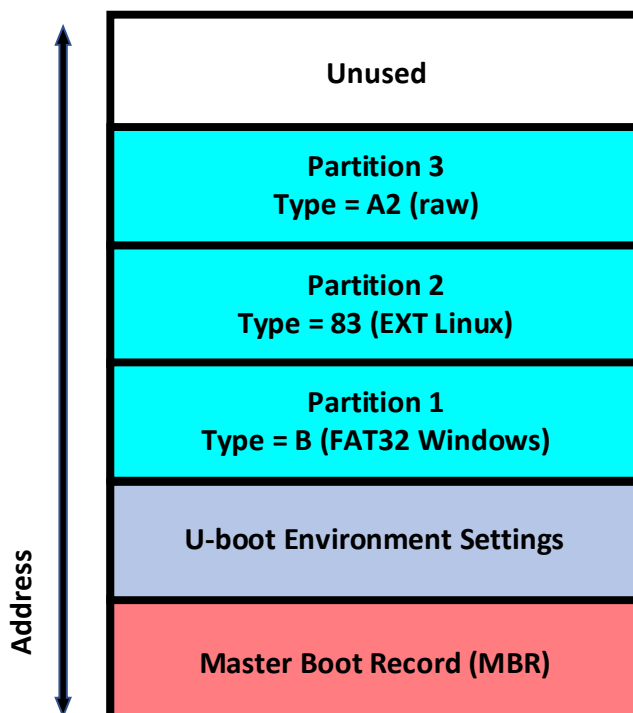 Unused
Partition 3
Type = A2 (raw)
Partition 2
Type = 83 (EXT Linux)
Partition 1
Type = B (FAT32 Windows)
U-boot Environment Settings
Master Boot Record (MBR)
Address